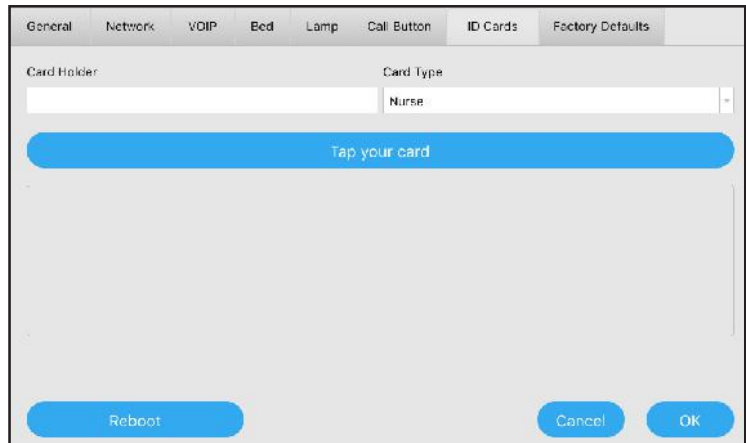 General Network VOIP Bed Lamp Call Button ID Cards Factory Defaults
Card Holder Card Type
Nurse
Tap your card
Reboot Cancel OK